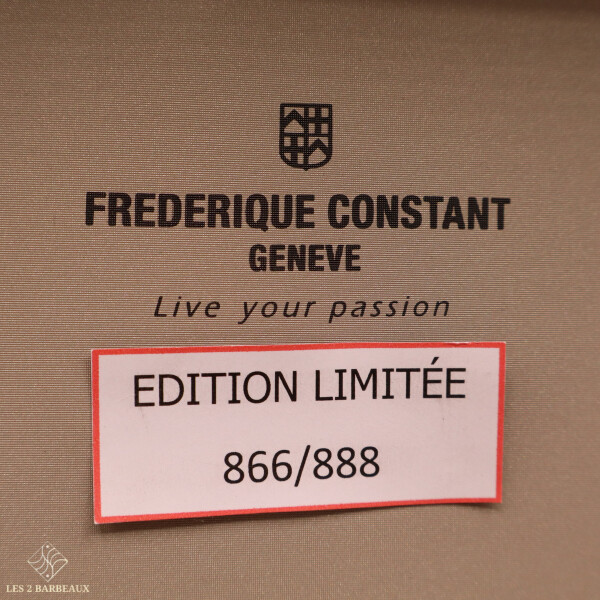 FREDERIQUE CONSTANT
GENEVE
Live your passion
EDITION LIMITÉE
866/888
LES 2 BARBEAUX